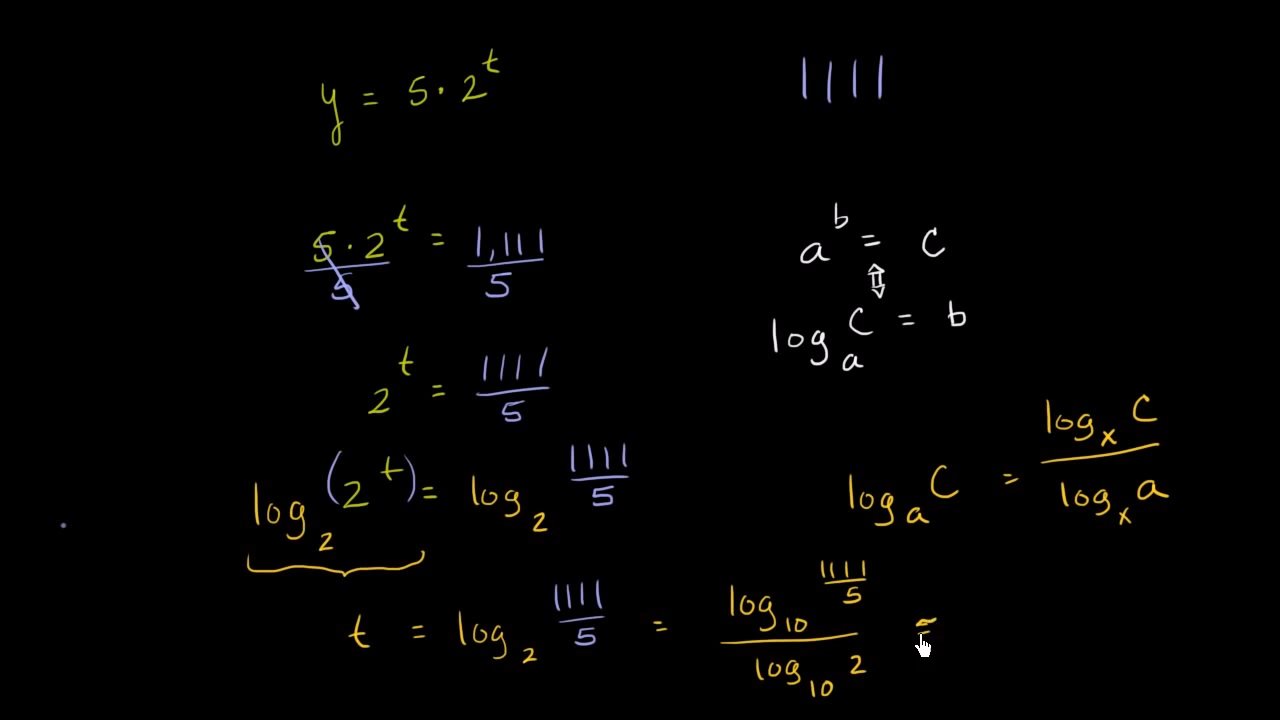 y = 5 · 2^t
1111
5 · 2^t / 5 = 1,111 / 5
a^b = c
⇕
log_a c = b
2^t = 1111 / 5
log_2 (2^t) = log_2 1111 / 5
log_a c = log_x c / log_x a
t = log_2 1111 / 5 = log_10 1111 / 5 / log_10 2 =